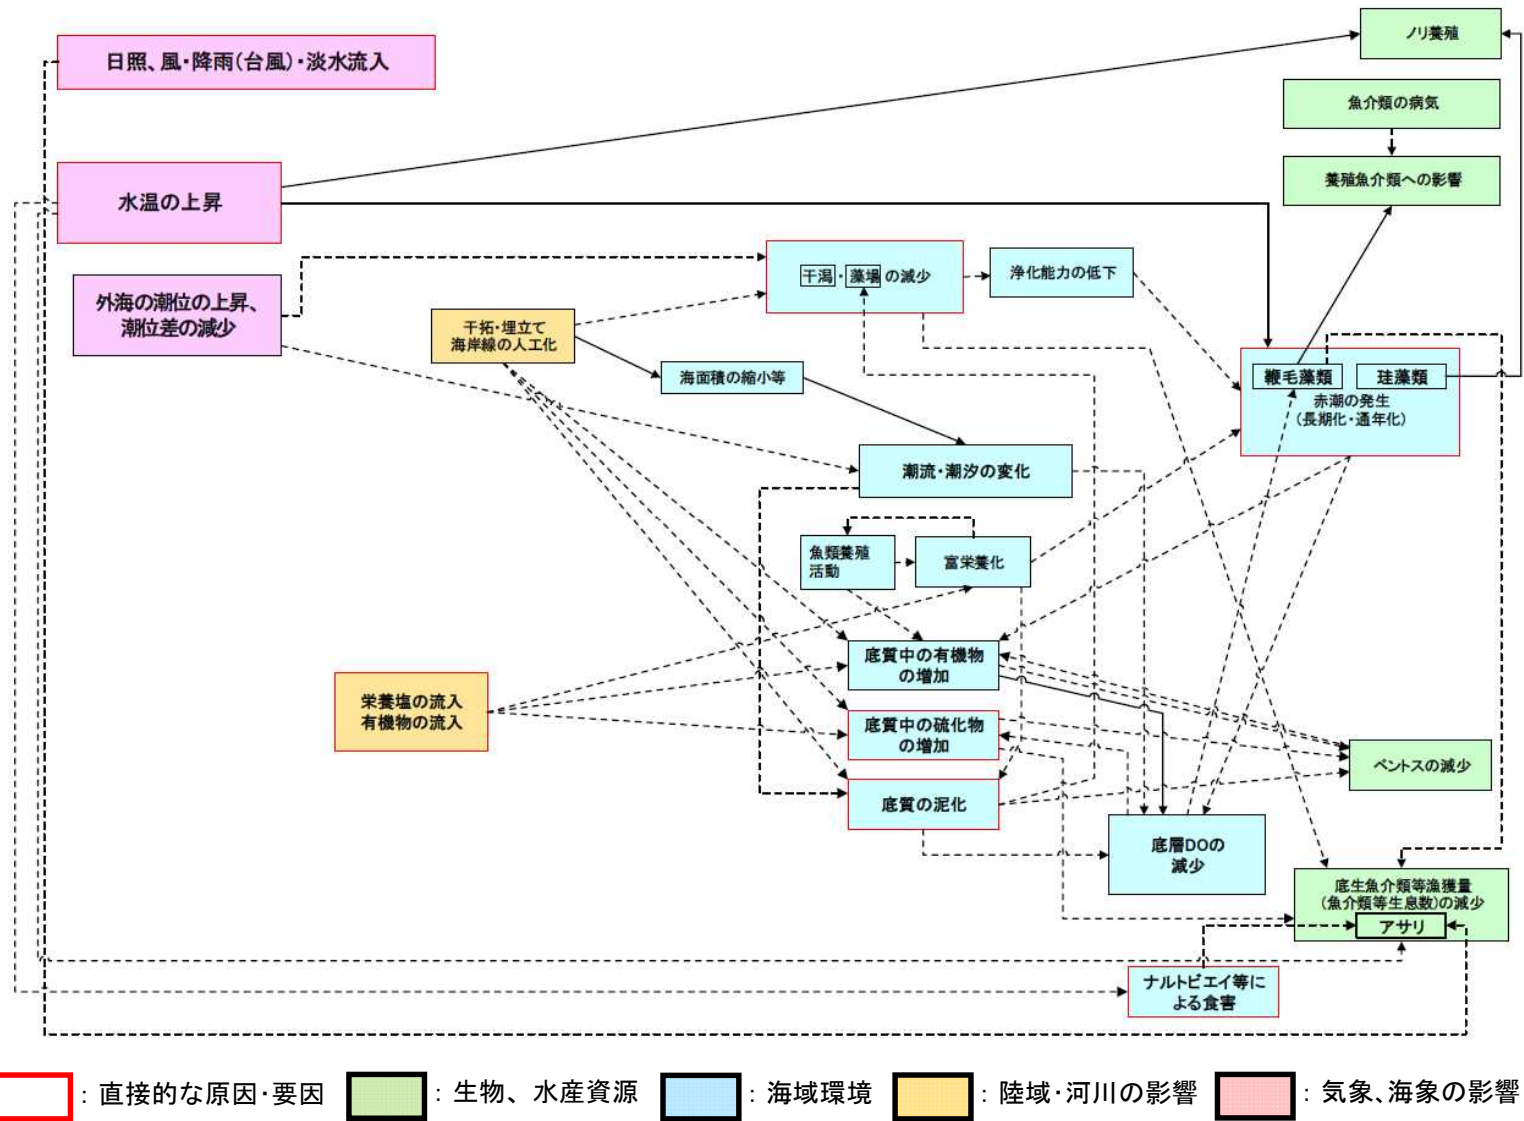 ノリ養殖
日照、風・降雨(台風)・淡水流入
魚介類の病気
養殖魚介類への影響
水温の上昇
干潟・藻場の減少
浄化能力の低下
外海の潮位の上昇、
潮位差の減少
干拓・埋立て
海岸線の人工化
海面積の縮小等
鞭毛藻類
珪藻類
赤潮の発生
(長期化・通年化)
潮流・潮汐の変化
魚類養殖
活動
富栄養化
底質中の有機物
の増加
栄養塩の流入
有機物の流入
底質中の硫化物
の増加
ベントスの減少
底質の泥化
底層DOの
減少
底生魚介類等漁獲量
(魚介類等生息数)の減少
アサリ
ナルトビエイ等に
よる食害
:直接的な原因・要因
:生物、水産資源
:海域環境
:陸域・河川の影響
:気象、海象の影響